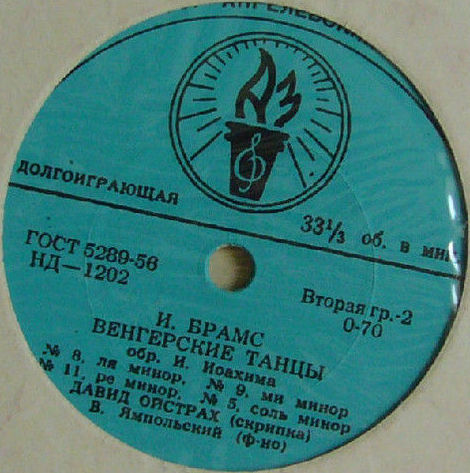 АЗ
ДОЛГОИГРАЮЩАЯ
33⅓ об. в мин
ГОСТ 5289-56
НД—1202
Вторая гр.-2
0-70
И. БРАМС
ВЕНГЕРСКИЕ ТАНЦЫ
обр. И. Иоахима
№ 8, ля минор, № 9, ми минор
№ 11, ре минор, № 5, соль минор
ДАВИД ОЙСТРАХ (скрипка)
В. Ямпольский (ф-но)